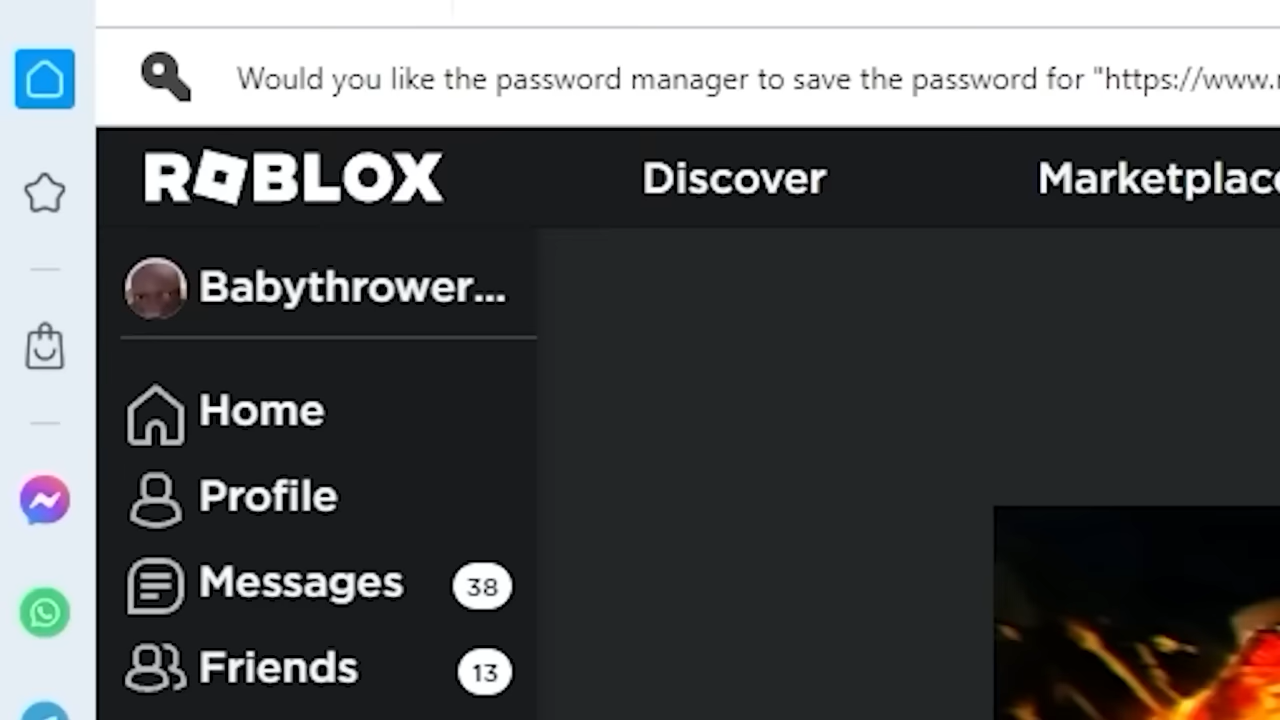 Would you like the password manager to save the password for "https://www.
ROBLOX Discover Marketplace
Babythrower...
Home
Profile
Messages 38
Friends 13